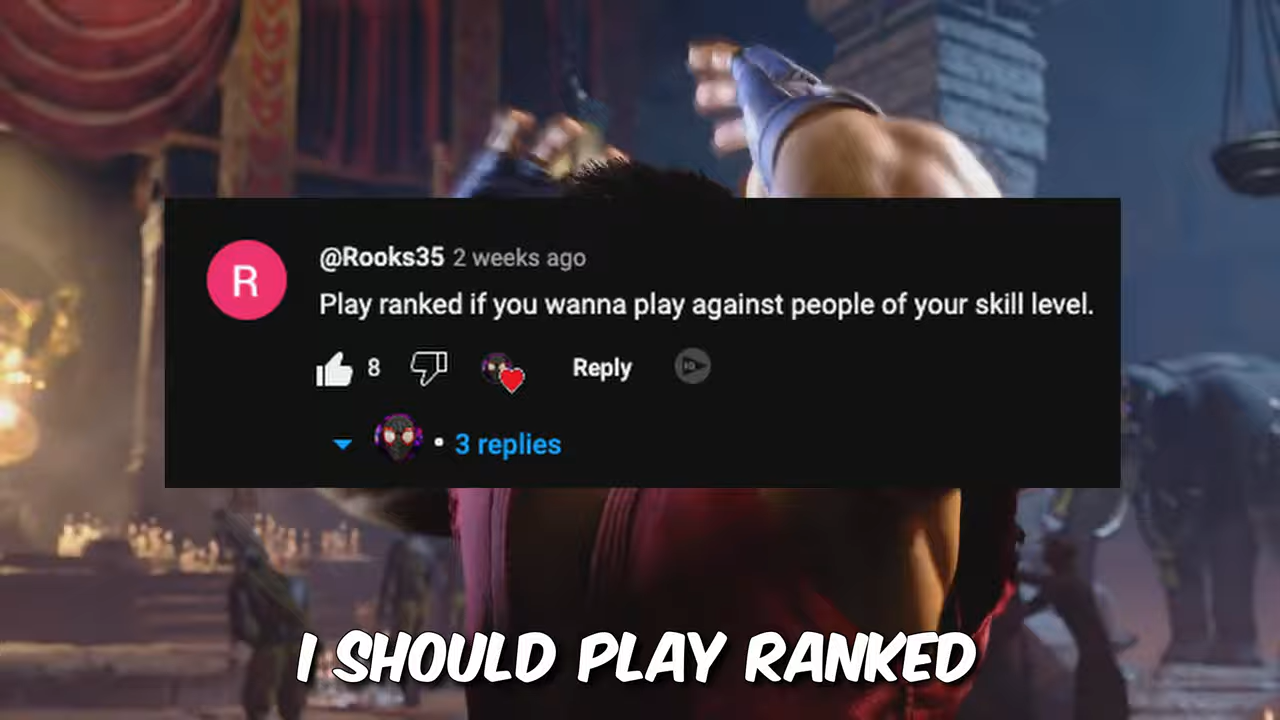 R
@Rooks35 2 weeks ago
Play ranked if you wanna play against people of your skill level.
8
Reply
• 3 replies
I SHOULD PLAY RANKED